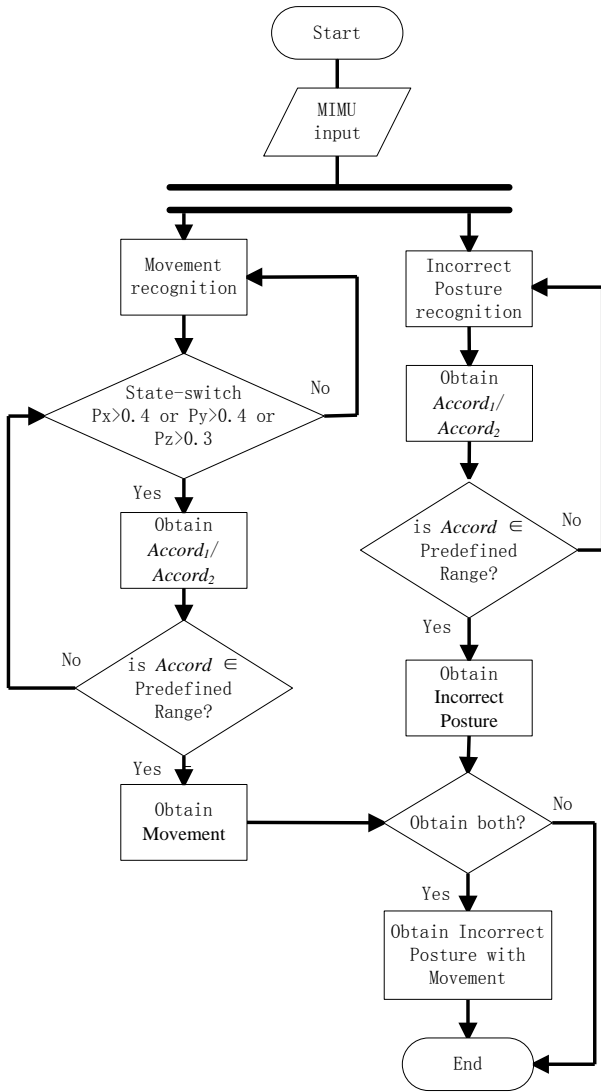 Start
MIMU
input
Movement
recognition
State-switch
Px>0.4 or Py>0.4 or
Pz>0.3
No
Yes
Obtain
Accord₁/
Accord₂
is Accord ∈
Predefined
Range?
No
Yes
Obtain
Movement
Incorrect
Posture
recognition
Obtain
Accord₁/
Accord₂
is Accord ∈
Predefined
Range?
No
Yes
Obtain
Incorrect
Posture
Obtain both?
No
Yes
Obtain Incorrect
Posture with
Movement
End